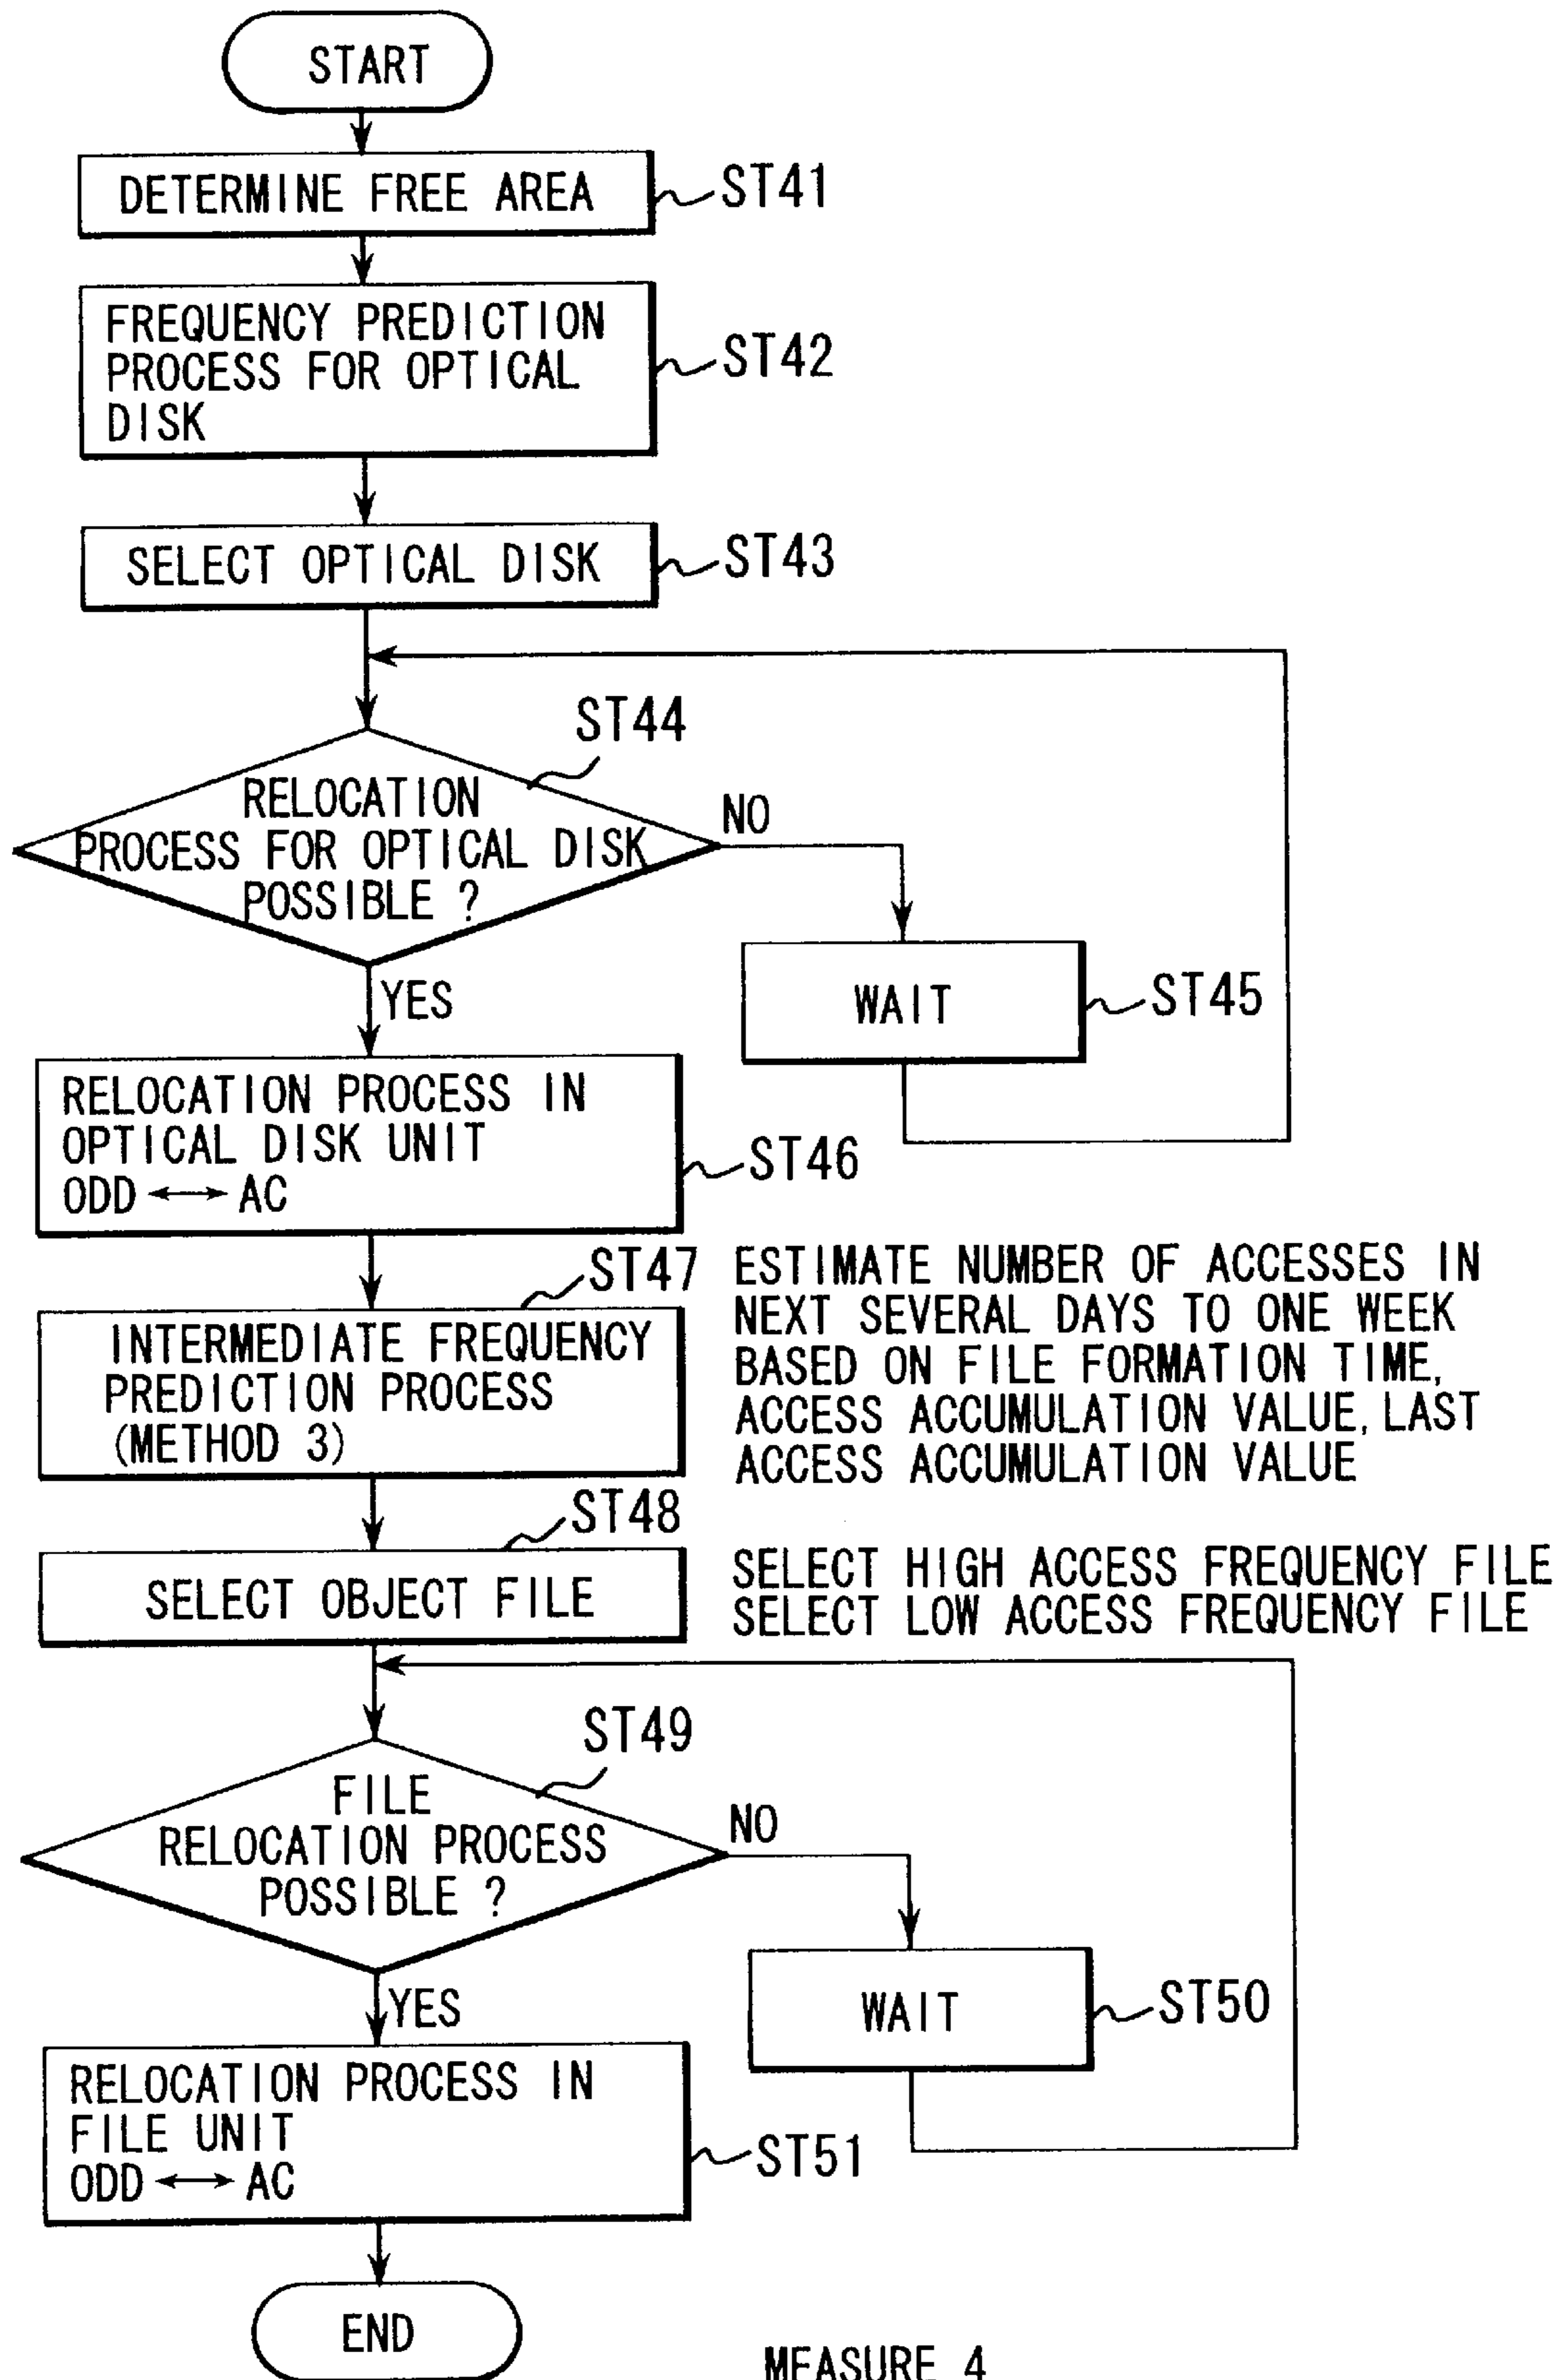 START
DETERMINE FREE AREA
ST41
FREQUENCY PREDICTION
PROCESS FOR OPTICAL
DISK
ST42
SELECT OPTICAL DISK
ST43
ST44
RELOCATION
PROCESS FOR OPTICAL DISK
POSSIBLE ?
NO
WAIT
ST45
YES
RELOCATION PROCESS IN
OPTICAL DISK UNIT
ODD ←→ AC
ST46
ST47
INTERMEDIATE FREQUENCY
PREDICTION PROCESS
(METHOD 3)
ESTIMATE NUMBER OF ACCESSES IN
NEXT SEVERAL DAYS TO ONE WEEK
BASED ON FILE FORMATION TIME,
ACCESS ACCUMULATION VALUE, LAST
ACCESS ACCUMULATION VALUE
ST48
SELECT OBJECT FILE
SELECT HIGH ACCESS FREQUENCY FILE
SELECT LOW ACCESS FREQUENCY FILE
ST49
FILE
RELOCATION PROCESS
POSSIBLE ?
NO
WAIT
ST50
YES
RELOCATION PROCESS IN
FILE UNIT
ODD ←→ AC
ST51
END
MEASURE 4